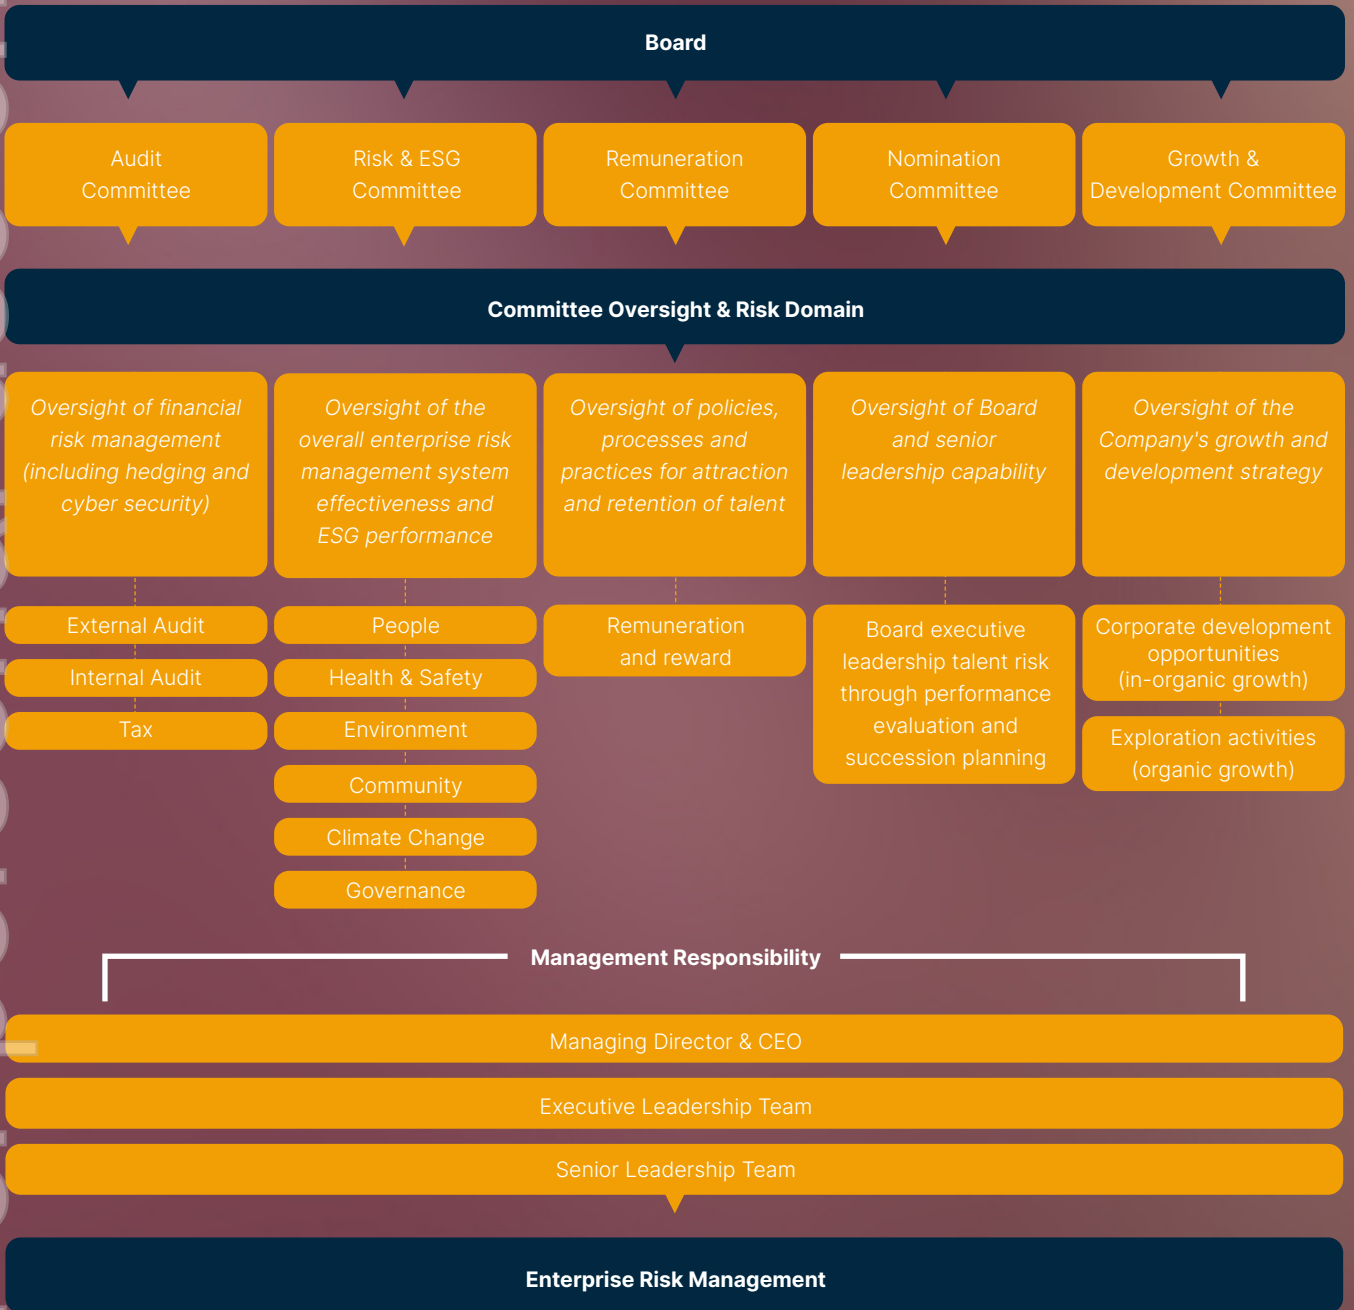 Board
Audit
Committee
Risk & ESG
Committee
Remuneration
Committee
Nomination
Committee
Growth &
Development Committee
Committee Oversight & Risk Domain
Oversight of financial
risk management
(including hedging and
cyber security)
Oversight of the
overall enterprise risk
management system
effectiveness and
ESG performance
Oversight of policies,
processes and
practices for attraction
and retention of talent
Oversight of Board
and senior
leadership capability
Oversight of the
Company's growth and
development strategy
External Audit
Internal Audit
Tax
People
Health & Safety
Environment
Community
Climate Change
Governance
Remuneration
and reward
Board executive
leadership talent risk
through performance
evaluation and
succession planning
Corporate development
opportunities
(in-organic growth)
Exploration activities
(organic growth)
Management Responsibility
Managing Director & CEO
Executive Leadership Team
Senior Leadership Team
Enterprise Risk Management